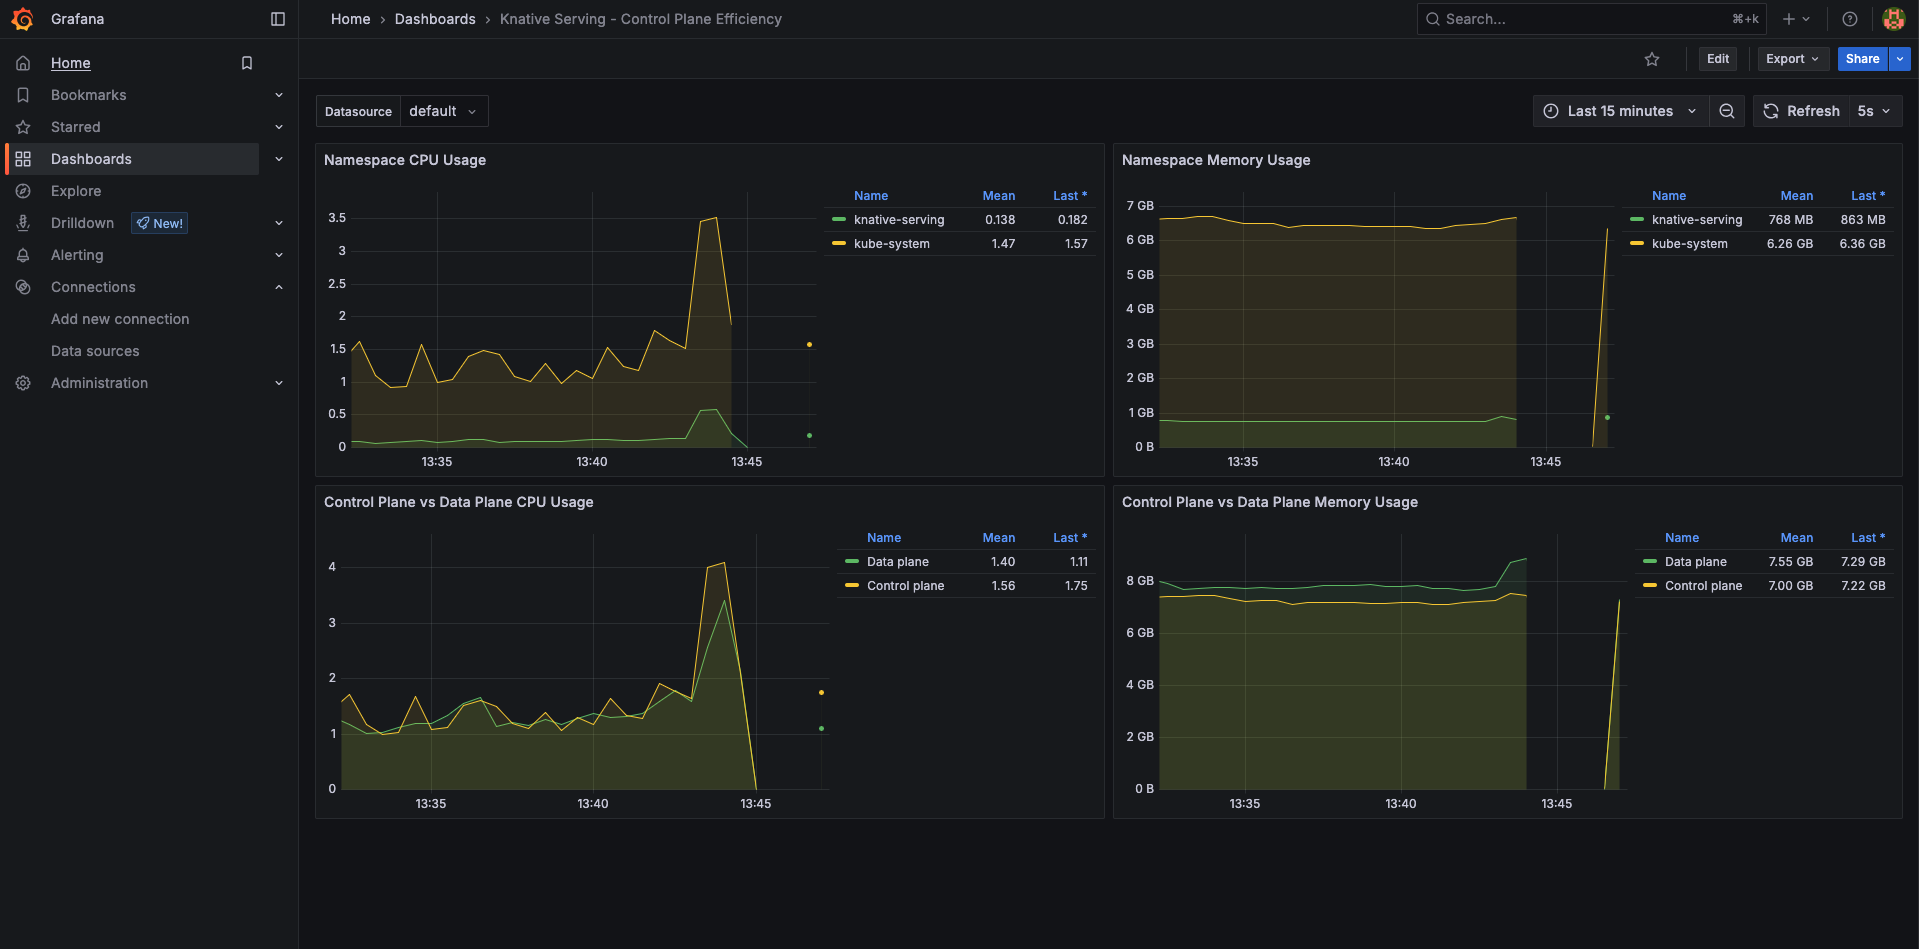 Grafana
Home › Dashboards › Knative Serving - Control Plane Efficiency
Search...
⌘+k
Home
Bookmarks
Starred
Dashboards
Explore
Drilldown New!
Alerting
Connections
Add new connection
Data sources
Administration
Edit
Export
Share
Datasource default
Last 15 minutes
Refresh 5s
Namespace CPU Usage
3.5
3
2.5
2
1.5
1
0.5
0
13:35 13:40 13:45
Name Mean Last *
knative-serving 0.138 0.182
kube-system 1.47 1.57
Namespace Memory Usage
7 GB
6 GB
5 GB
4 GB
3 GB
2 GB
1 GB
0 B
13:35 13:40 13:45
Name Mean Last *
knative-serving 768 MB 863 MB
kube-system 6.26 GB 6.36 GB
Control Plane vs Data Plane CPU Usage
4
3
2
1
0
13:35 13:40 13:45
Name Mean Last *
Data plane 1.40 1.11
Control plane 1.56 1.75
Control Plane vs Data Plane Memory Usage
8 GB
6 GB
4 GB
2 GB
0 B
13:35 13:40 13:45
Name Mean Last *
Data plane 7.55 GB 7.29 GB
Control plane 7.00 GB 7.22 GB